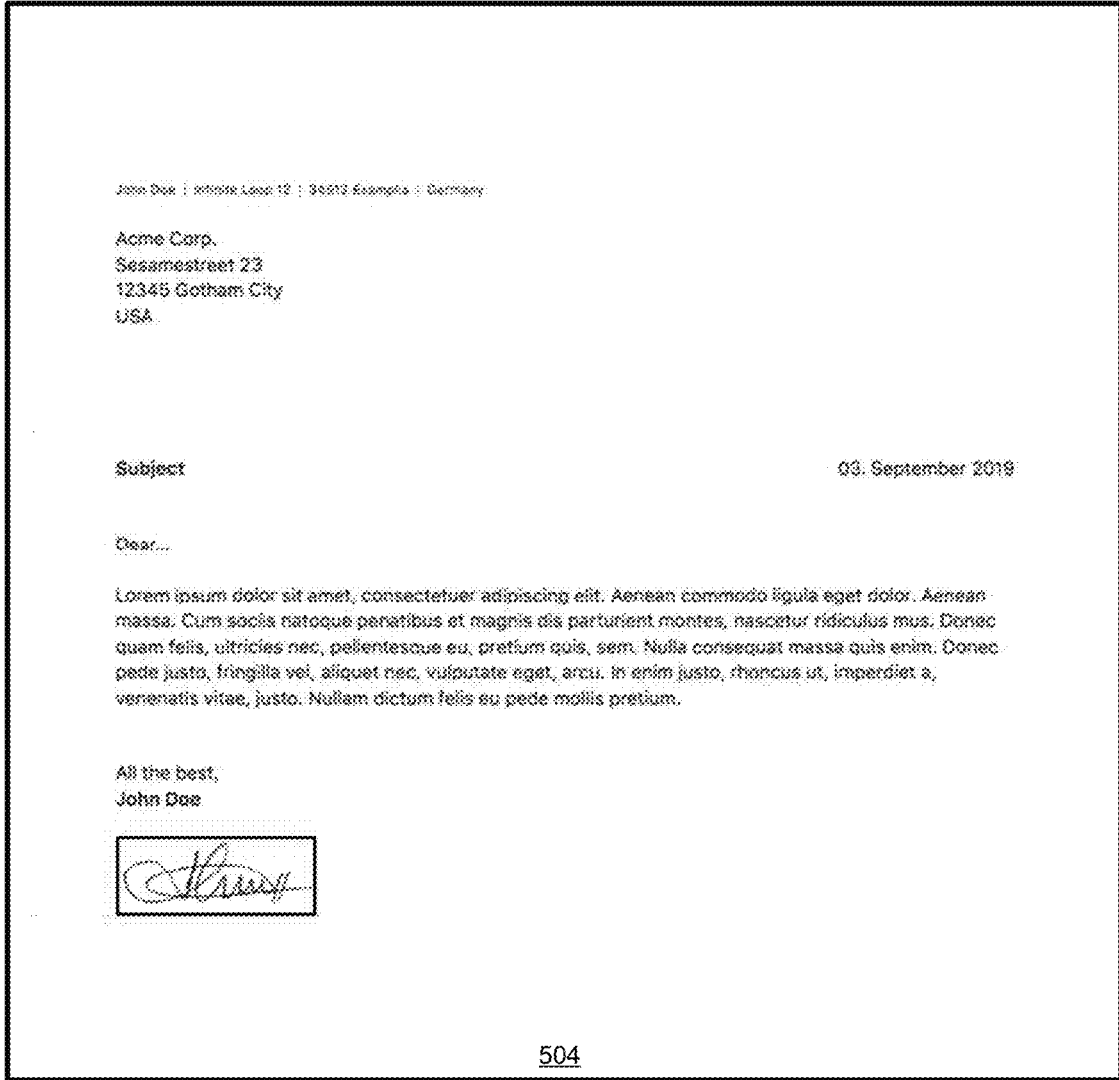 John Doe | Infinite Loop 12 | Example | Germany
Acme Corp.
Sesamestreet 23
12345 Gotham City
USA
Subject
03. September 2019
Dear...
Lorem ipsum dolor sit amet, consectetuer adipiscing elit. Aenean commodo ligula eget dolor. Aenean
massa. Cum sociis natoque penatibus et magnis dis parturient montes, nascetur ridiculus mus. Donec
quam felis, ultricies nec, pellentesque eu, pretium quis, sem. Nulla consequat massa quis enim. Donec
pede justo, fringilla vel, aliquet nec, vulputate eget, arcu. In enim justo, rhoncus ut, imperdiet a,
venenatis vitae, justo. Nullam dictum felis eu pede mollis pretium.
All the best,
John Doe
504